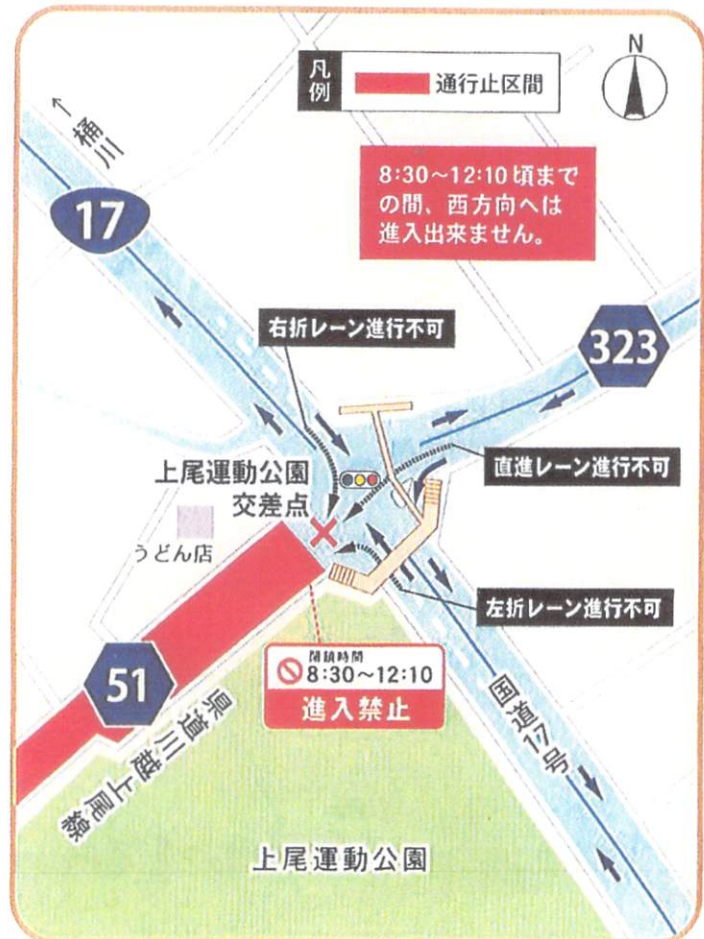 凡例
通行止区間
N
↑桶川
8:30～12:10頃まで
の間、西方向へは
進入出来ません。
17
右折レーン進行不可
323
上尾運動公園
交差点
直進レーン進行不可
うどん店
左折レーン進行不可
閉鎖時間
8:30～12:10
進入禁止
51
県道川越上尾線
国道17号
上尾運動公園